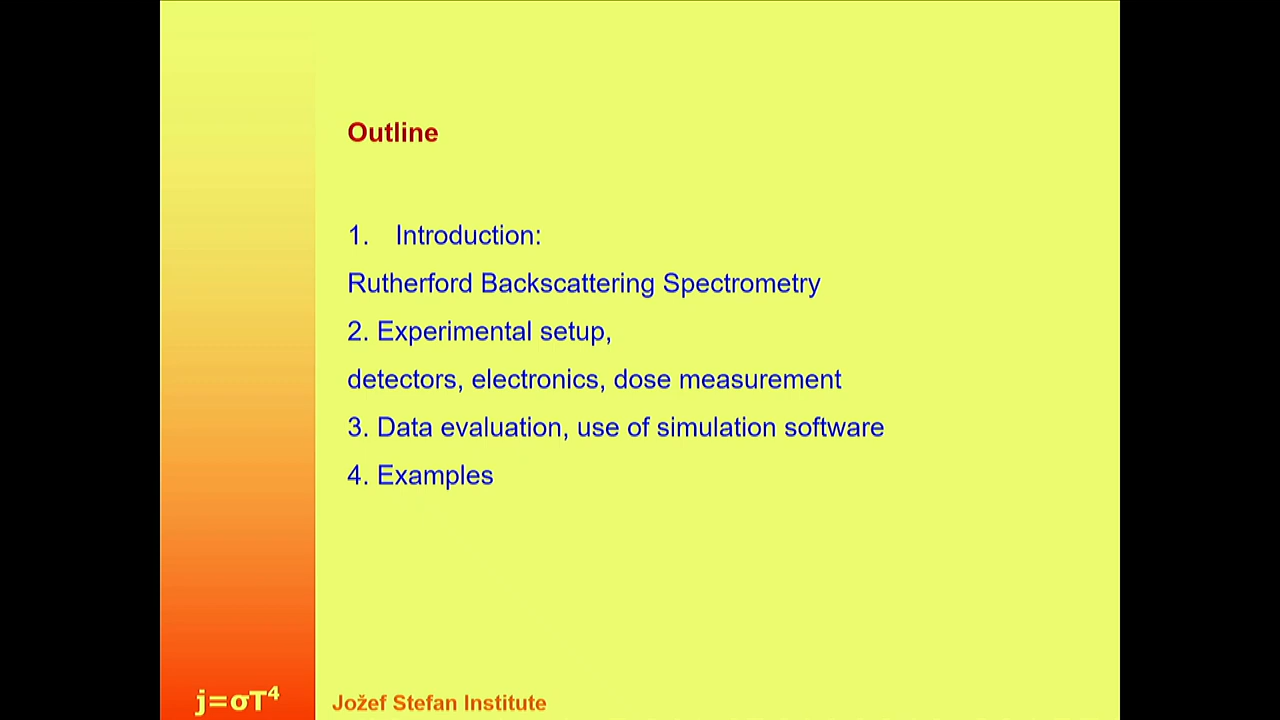 Outline
1. Introduction:
Rutherford Backscattering Spectrometry
2. Experimental setup,
detectors, electronics, dose measurement
3. Data evaluation, use of simulation software
4. Examples
j=σT⁴
Jožef Stefan Institute